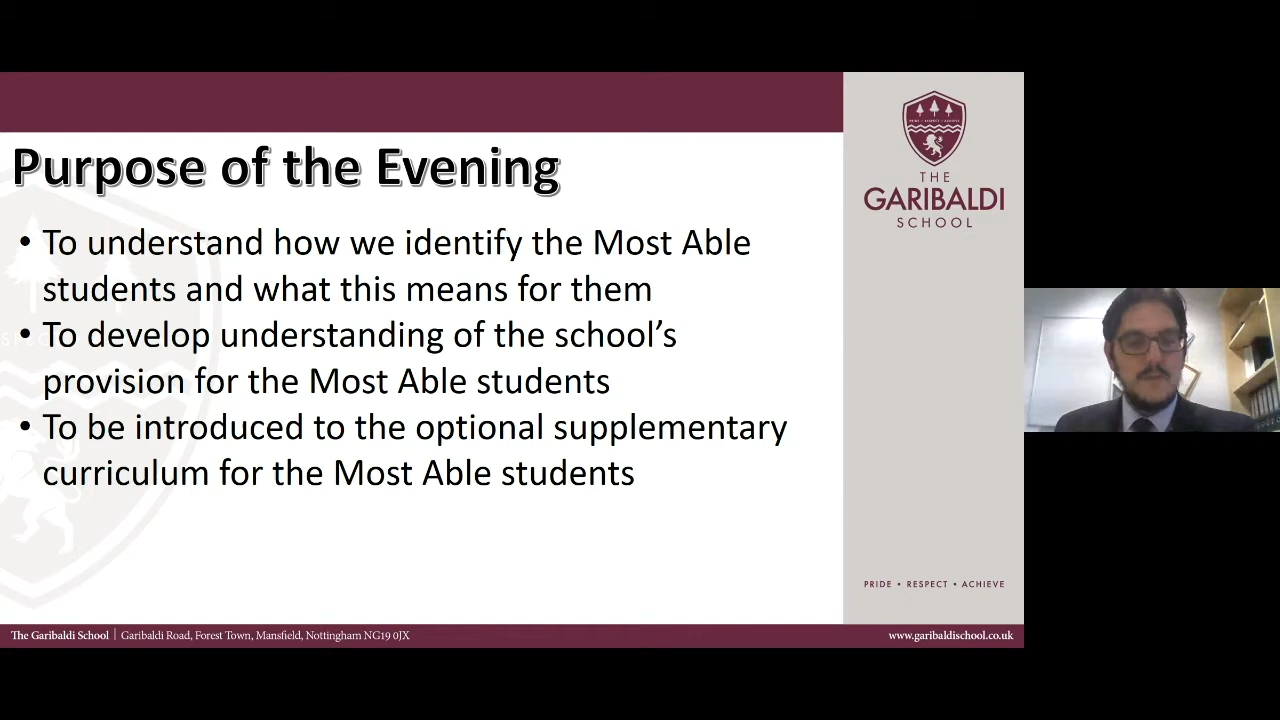 Purpose of the Evening
• To understand how we identify the Most Able
students and what this means for them
• To develop understanding of the school’s
provision for the Most Able students
• To be introduced to the optional supplementary
curriculum for the Most Able students
PRIDE • RESPECT • ACHIEVE
THE
GARIBALDI
SCHOOL
PRIDE • RESPECT • ACHIEVE
The Garibaldi School | Garibaldi Road, Forest Town, Mansfield, Nottingham NG19 0JX
www.garibaldischool.co.uk